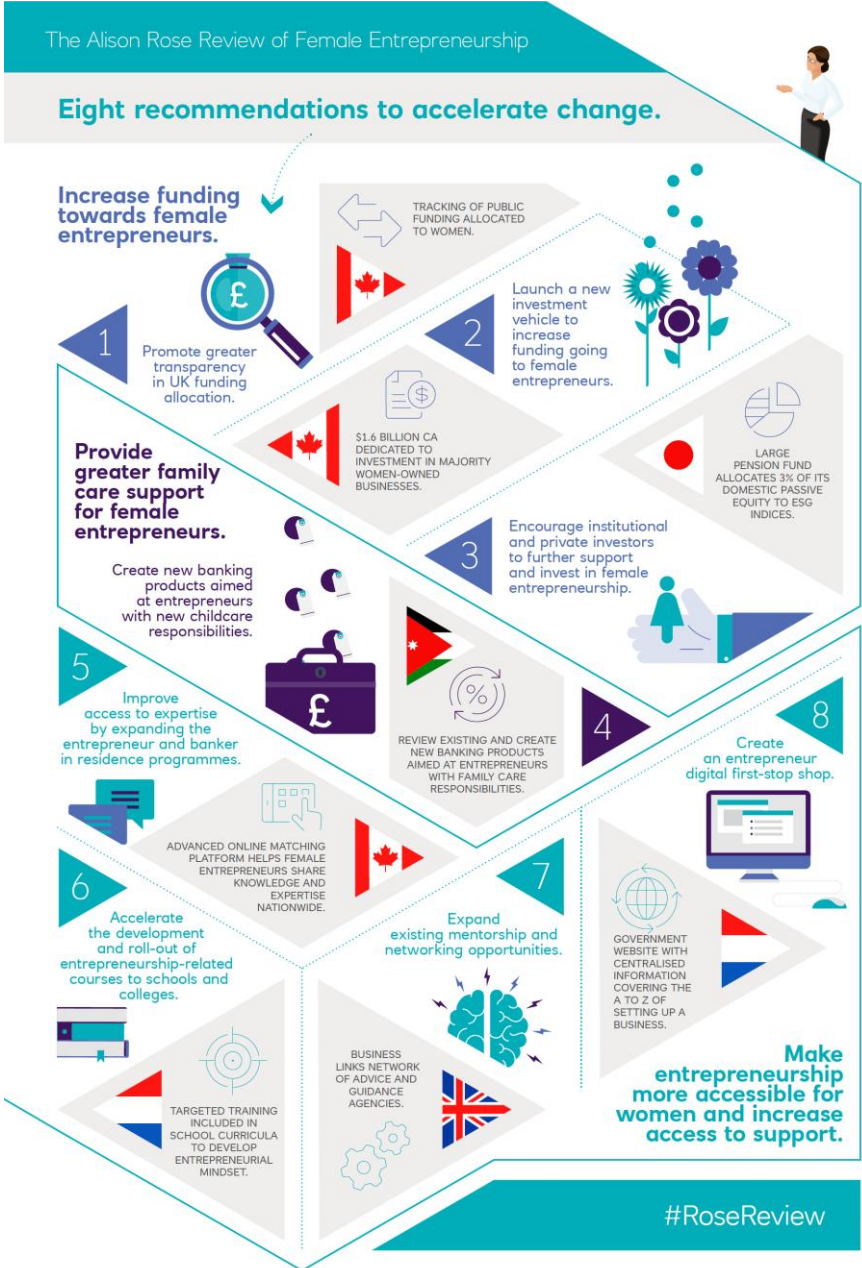 The Alison Rose Review of Female Entrepreneurship
Eight recommendations to accelerate change.
Increase funding
towards female
entrepreneurs.
£
1
Promote greater
transparency
in UK funding
allocation.
TRACKING OF PUBLIC
FUNDING ALLOCATED
TO WOMEN.
2
Launch a new
investment
vehicle to
increase
funding going
to female
entrepreneurs.
$
$1.6 BILLION CA
DEDICATED TO
INVESTMENT IN MAJORITY
WOMEN-OWNED
BUSINESSES.
LARGE
PENSION FUND
ALLOCATES 3% OF ITS
DOMESTIC PASSIVE
EQUITY TO ESG
INDICES.
3
Encourage institutional
and private investors
to further support
and invest in female
entrepreneurship.
Provide
greater family
care support
for female
entrepreneurs.
Create new banking
products aimed
at entrepreneurs
with new childcare
responsibilities.
£
%
4
REVIEW EXISTING AND CREATE
NEW BANKING PRODUCTS
AIMED AT ENTREPRENEURS
WITH FAMILY CARE
RESPONSIBILITIES.
5
Improve
access to expertise
by expanding the
entrepreneur and banker
in residence programmes.
ADVANCED ONLINE MATCHING
PLATFORM HELPS FEMALE
ENTREPRENEURS SHARE
KNOWLEDGE AND
EXPERTISE
NATIONWIDE.
6
Accelerate
the development
and roll-out of
entrepreneurship-related
courses to schools and
colleges.
TARGETED TRAINING
INCLUDED IN
SCHOOL CURRICULA
TO DEVELOP
ENTREPRENEURIAL
MINDSET.
7
Expand
existing mentorship and
networking opportunities.
BUSINESS
LINKS NETWORK
OF ADVICE AND
GUIDANCE
AGENCIES.
8
Create
an entrepreneur
digital first-stop shop.
GOVERNMENT
WEBSITE WITH
CENTRALISED
INFORMATION
COVERING THE
A TO Z OF
SETTING UP A
BUSINESS.
Make
entrepreneurship
more accessible for
women and increase
access to support.
#RoseReview